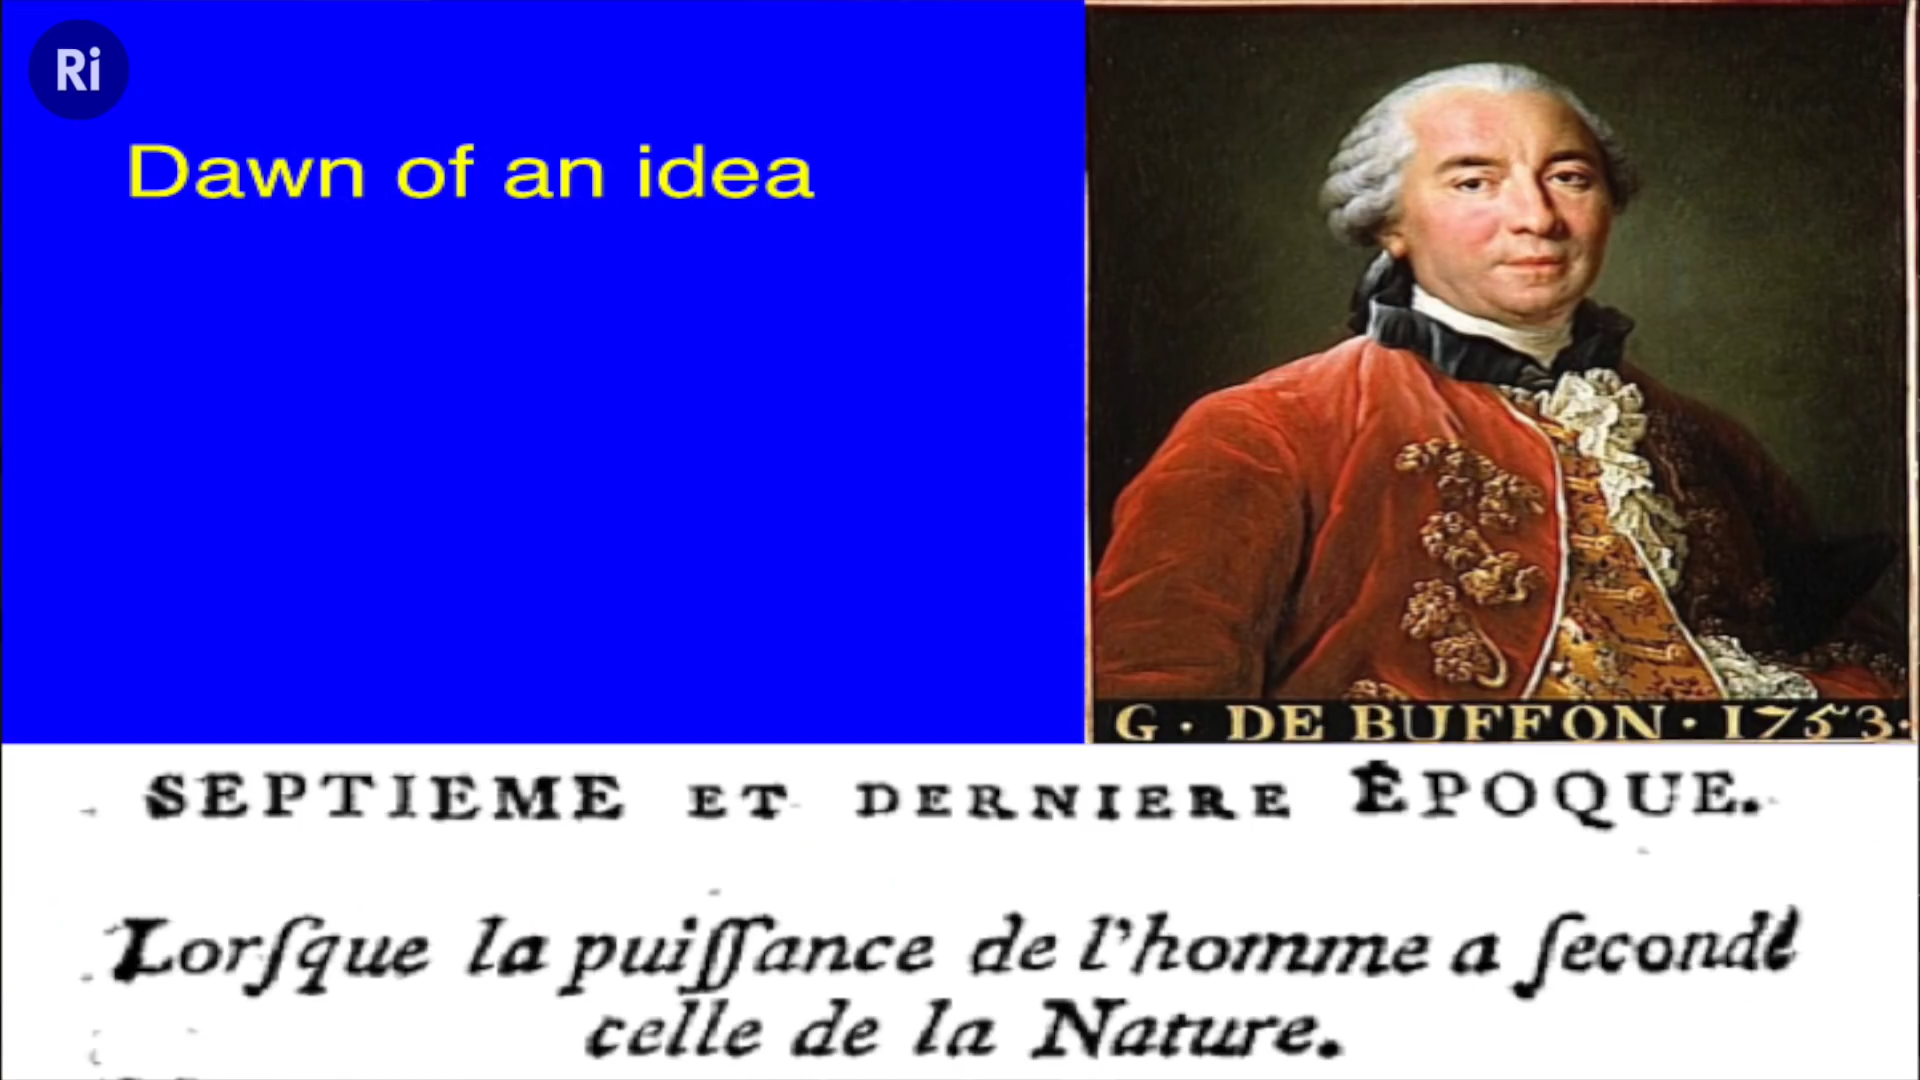 Ri
Dawn of an idea
G · DE BUFFON · 1753 ·
SEPTIEME ET DERNIERE ÉPOQUE.
Lorſque la puiſſance de l'homme a ſecondé
celle de la Nature.